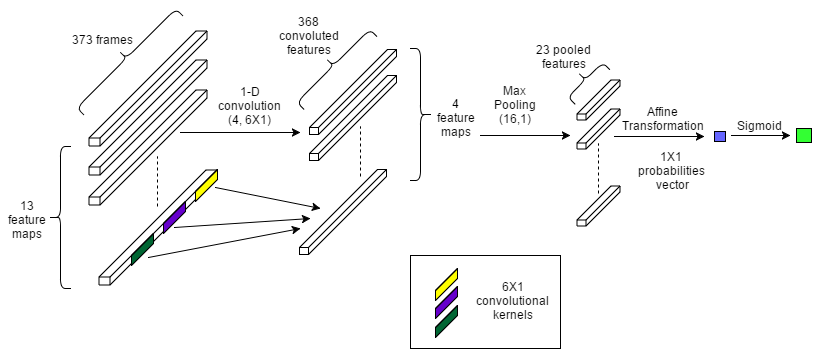 373 frames
13
feature
maps
1-D
convolution
(4, 6X1)
368
convoluted
features
4
feature
maps
Max
Pooling
(16,1)
23 pooled
features
Affine
Transformation
1X1
probabilities
vector
Sigmoid
6X1
convolutional
kernels